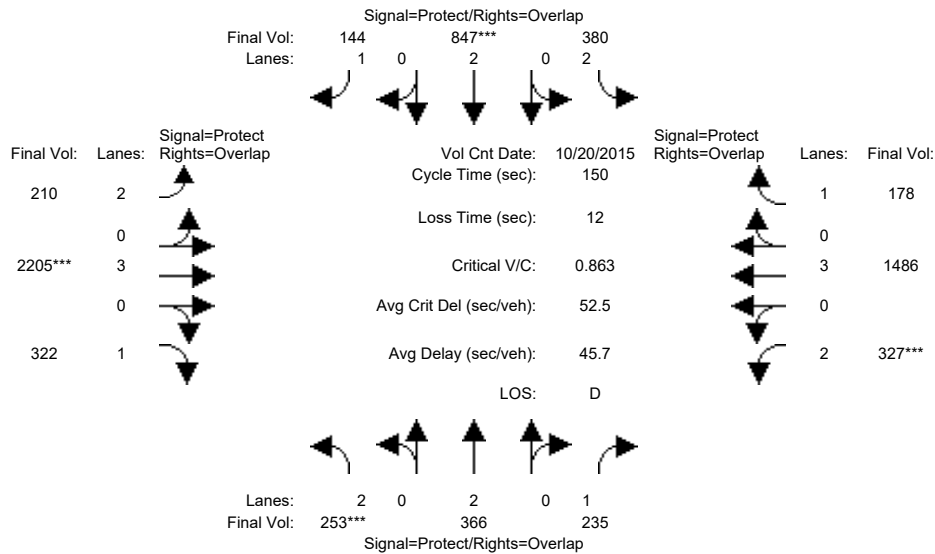 Signal=Protect/Rights=Overlap
Final Vol: 144 847*** 380
Lanes: 1 0 2 0 2
Signal=Protect
Final Vol: Lanes: Rights=Overlap
Vol Cnt Date: 10/20/2015
Signal=Protect
Rights=Overlap Lanes: Final Vol:
Cycle Time (sec): 150
210 2
1 178
Loss Time (sec): 12
0
0
2205*** 3
Critical V/C: 0.863
3 1486
0
Avg Crit Del (sec/veh): 52.5
0
322 1
Avg Delay (sec/veh): 45.7
2 327***
LOS: D
Lanes: 2 0 2 0 1
Final Vol: 253*** 366 235
Signal=Protect/Rights=Overlap